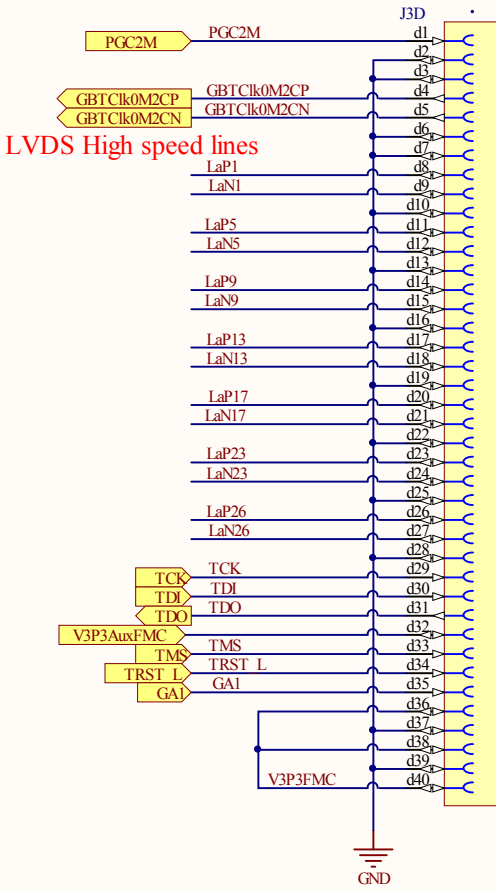 J3D
PGC2M PGC2M d1
d2
d3
GBTClk0M2CP GBTClk0M2CP d4
GBTClk0M2CN GBTClk0M2CN d5
d6
LVDS High speed lines
d7
LaP1 d8
LaN1 d9
d10
LaP5 d11
LaN5 d12
d13
LaP9 d14
LaN9 d15
d16
LaP13 d17
LaN13 d18
d19
LaP17 d20
LaN17 d21
d22
LaP23 d23
LaN23 d24
d25
LaP26 d26
LaN26 d27
d28
TCK TCK d29
TDI TDI d30
TDO TDO d31
V3P3AuxFMC d32
TMS TMS d33
TRST L TRST L d34
GA1 GA1 d35
d36
d37
d38
d39
V3P3FMC d40
GND